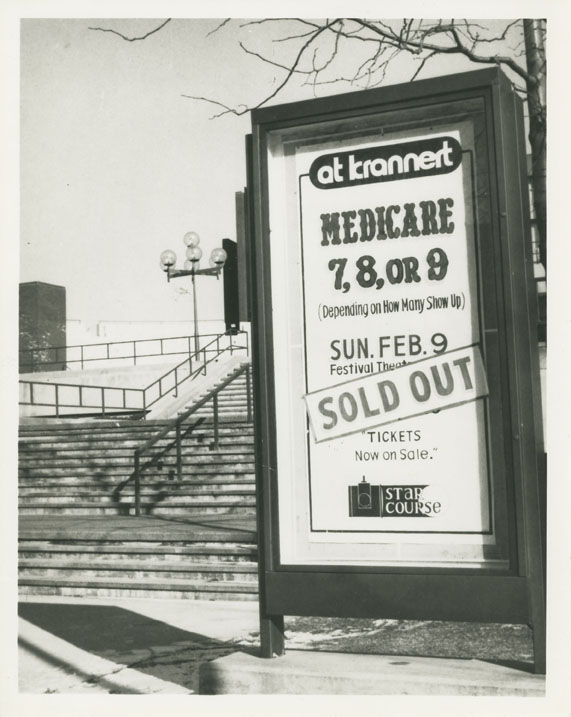 at krannert
MEDICARE
7, 8, OR 9
(Depending on How Many Show Up)
SUN. FEB. 9
Festival
SOLD OUT
"TICKETS
Now on Sale."
STAR
COURSE